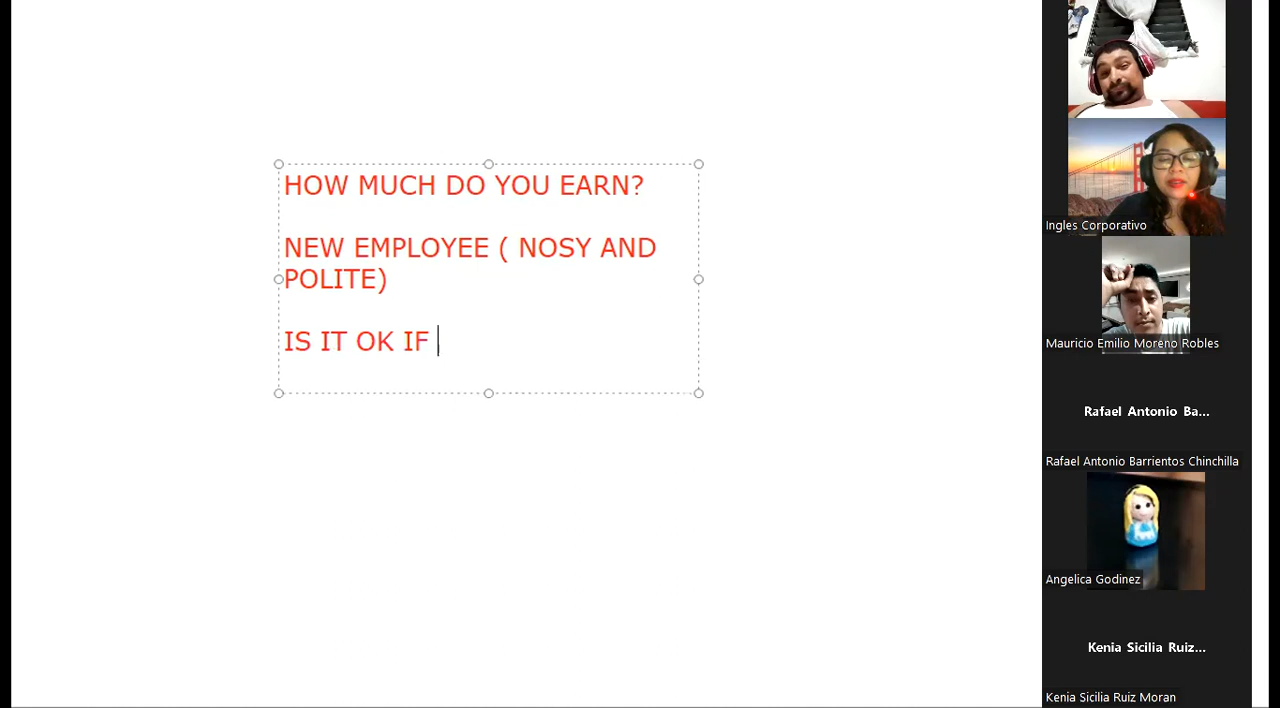 HOW MUCH DO YOU EARN?
NEW EMPLOYEE ( NOSY AND
POLITE)
IS IT OK IF
Ingles Corporativo
Mauricio Emilio Moreno Robles
Rafael Antonio Ba...
Rafael Antonio Barrientos Chinchilla
Angelica Godinez
Kenia Sicilia Ruiz...
Kenia Sicilia Ruiz Moran